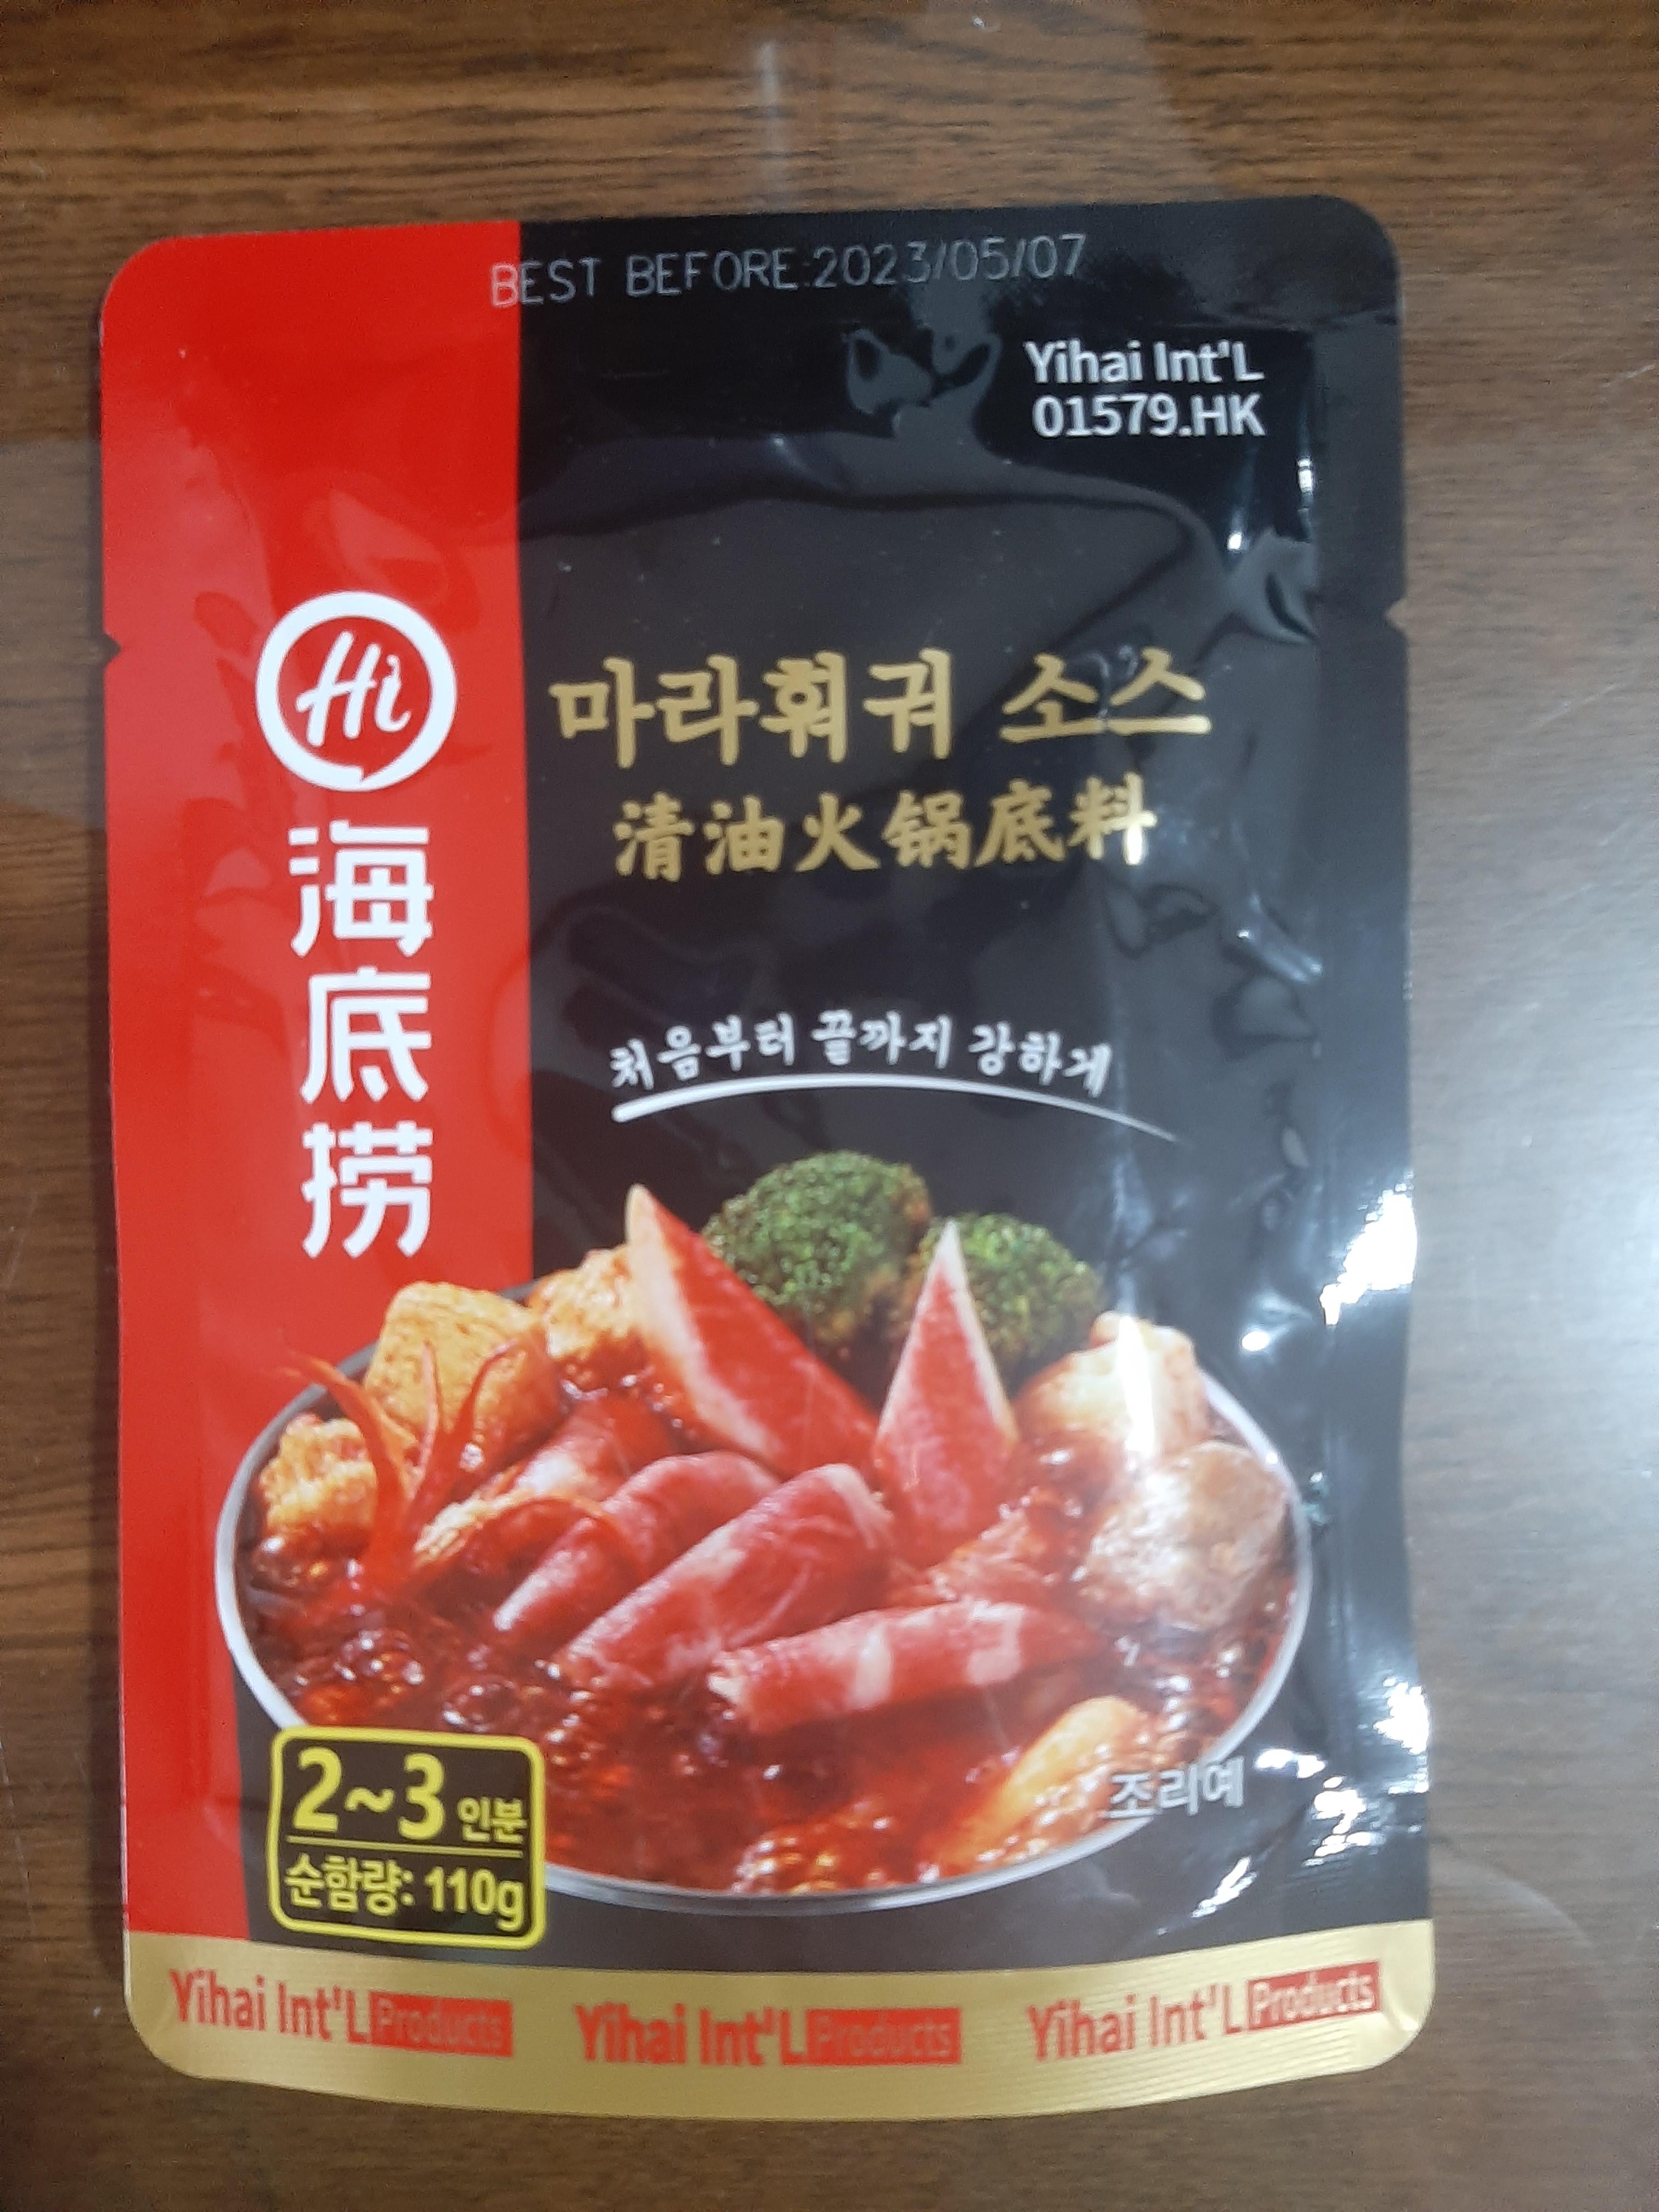 BEST BEFORE:2023/05/07
Yihai Int'L
01579.HK
Hi
海底捞
마라훠궈 소스
清油火锅底料
처음부터 끝까지 강하게
조리예
2~3 인분
순함량: 110g
Yihai Int'L Products Yihai Int'L Products Yihai Int'L Products